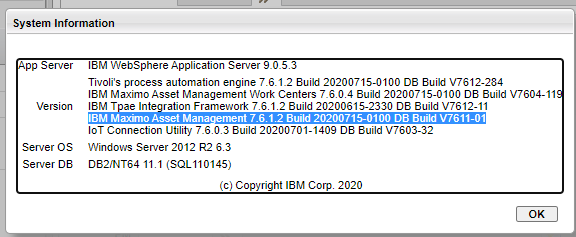 System Information
App Server IBM WebSphere Application Server 9.0.5.3
Tivoli's process automation engine 7.6.1.2 Build 20200715-0100 DB Build V7612-284
IBM Maximo Asset Management Work Centers 7.6.0.4 Build 20200715-0100 DB Build V7604-119
Version IBM Tpae Integration Framework 7.6.1.2 Build 20200615-2330 DB Build V7612-11
IBM Maximo Asset Management 7.6.1.2 Build 20200715-0100 DB Build V7611-01
IoT Connection Utility 7.6.0.3 Build 20200701-1409 DB Build V7603-32
Server OS Windows Server 2012 R2 6.3
Server DB DB2/NT64 11.1 (SQL110145)
(c) Copyright IBM Corp. 2020
OK